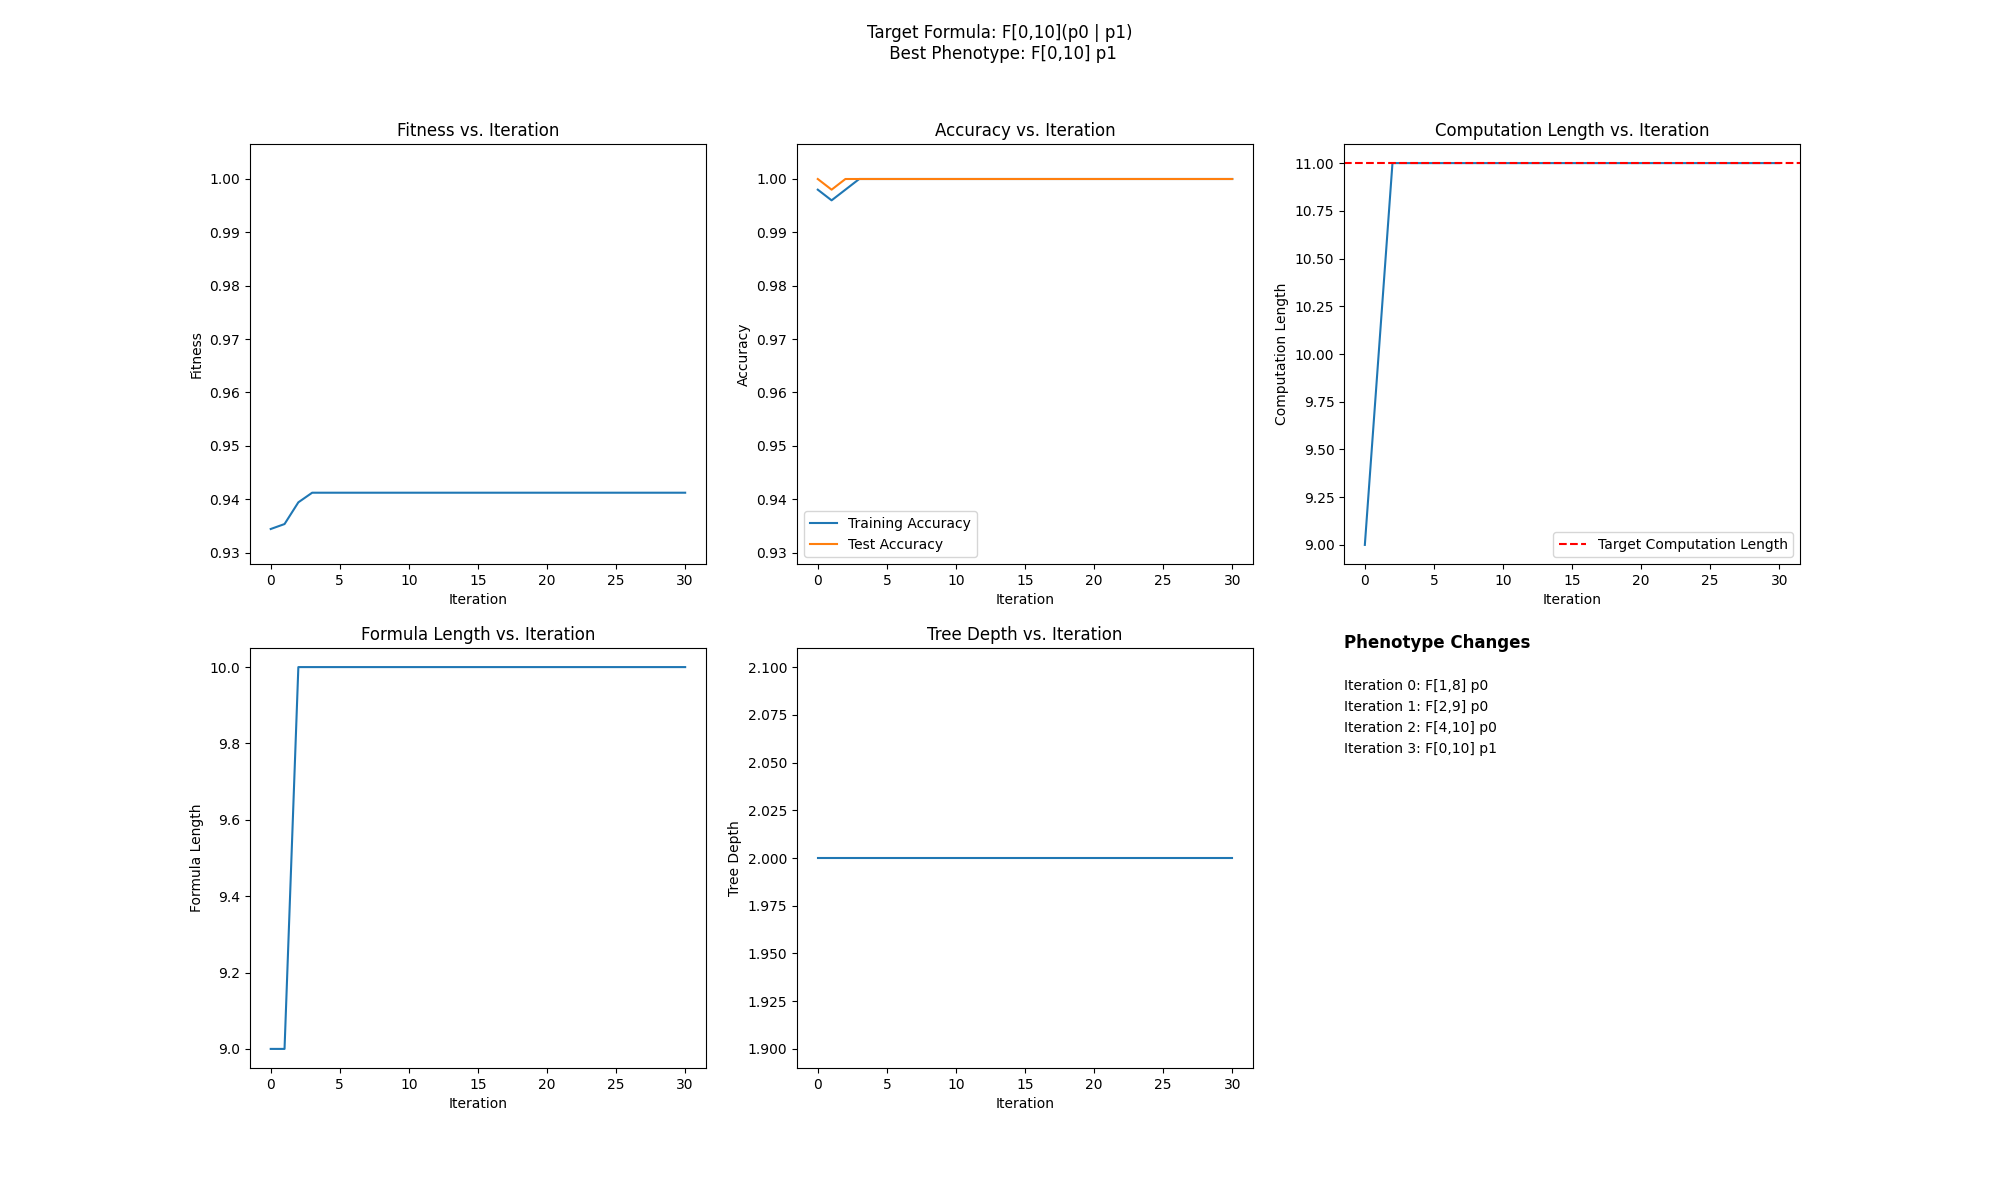 Target Formula: F[0,10](p0 | p1)
Best Phenotype: F[0,10] p1
Fitness vs. Iteration
1.00
0.99
0.98
0.97
0.96
0.95
0.94
0.93
Fitness
0 5 10 15 20 25 30
Iteration
Accuracy vs. Iteration
1.00
0.99
0.98
0.97
0.96
0.95
0.94
0.93
Accuracy
Training Accuracy
Test Accuracy
0 5 10 15 20 25 30
Iteration
Computation Length vs. Iteration
11.00
10.75
10.50
10.25
10.00
9.75
9.50
9.25
9.00
Computation Length
Target Computation Length
0 5 10 15 20 25 30
Iteration
Formula Length vs. Iteration
10.0
9.8
9.6
9.4
9.2
9.0
Formula Length
0 5 10 15 20 25 30
Iteration
Tree Depth vs. Iteration
2.100
2.075
2.050
2.025
2.000
1.975
1.950
1.925
1.900
Tree Depth
0 5 10 15 20 25 30
Iteration
Phenotype Changes
Iteration 0: F[1,8] p0
Iteration 1: F[2,9] p0
Iteration 2: F[4,10] p0
Iteration 3: F[0,10] p1